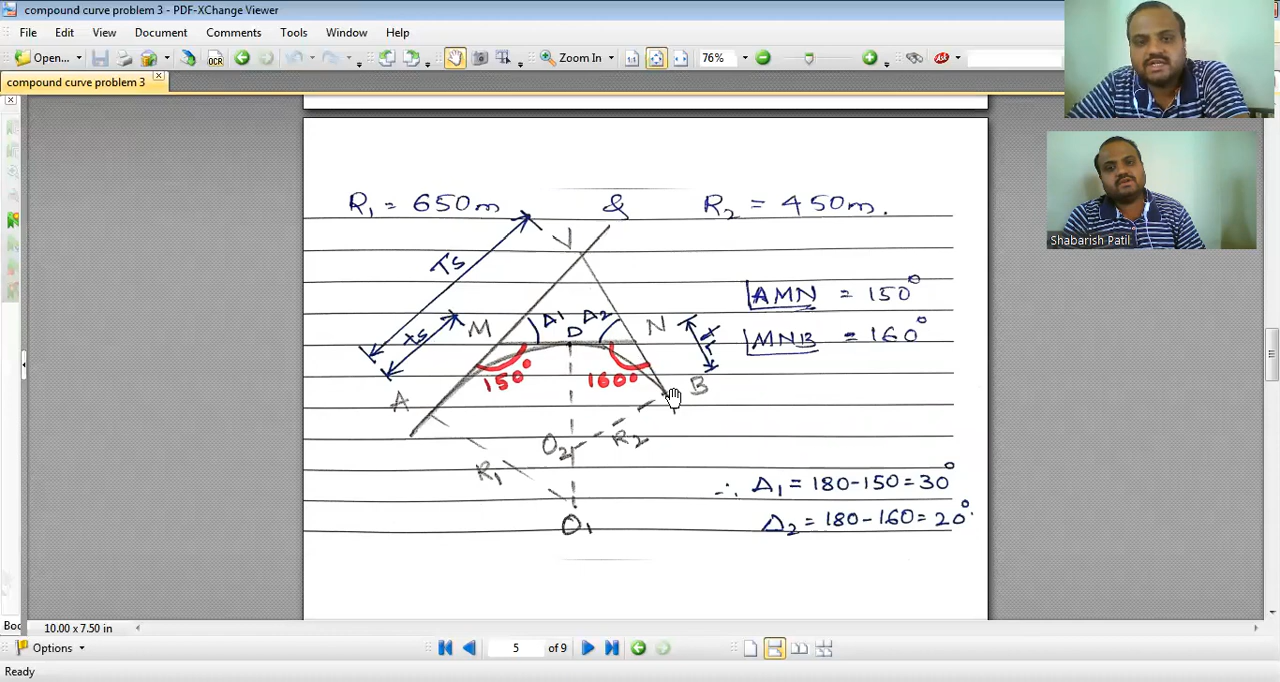 compound curve problem 3 - PDF-XChange Viewer
File Edit View Document Comments Tools Window Help
Open... OCR Zoom In 76%
compound curve problem 3
R1 = 650m & R2 = 450m.
V
TS
∠AMN = 150°
M Δ1 D Δ2 N
tS
∠MNB = 160°
150° 160°
A B
O2 R2
R1
∴ Δ1 = 180-150=30°
Δ2 = 180-160=20°.
O1
Shabarish Patil
10.00 x 7.50 in
Options 5 of 9
Ready